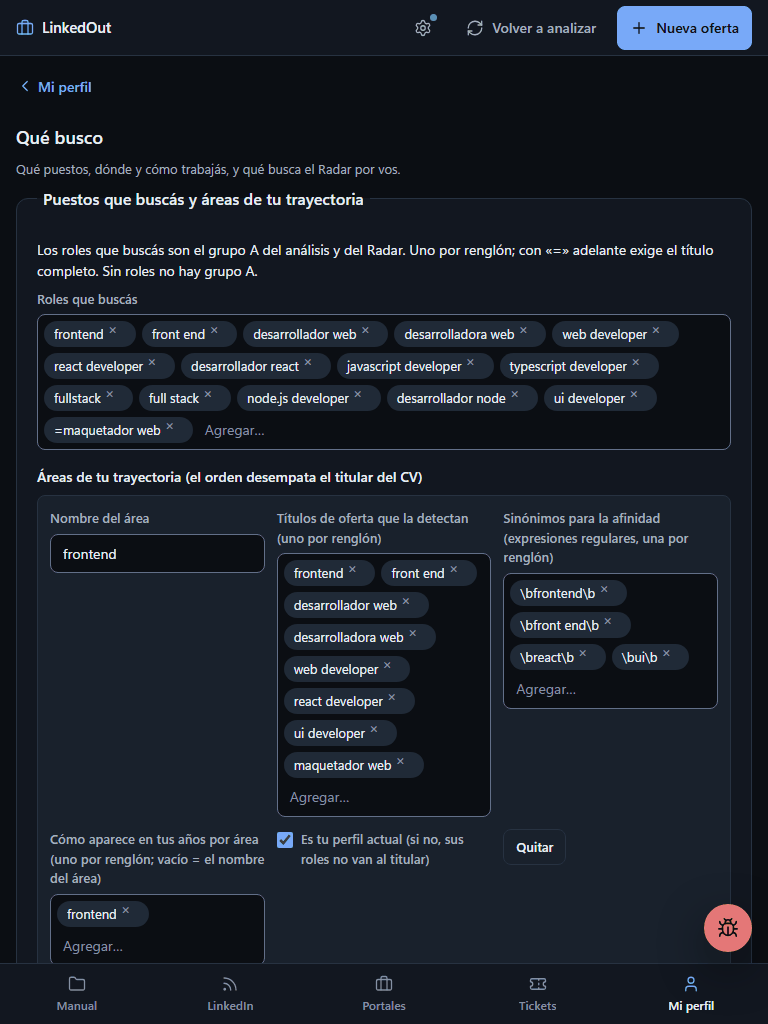 LinkedOut
Volver a analizar
+ Nueva oferta
Mi perfil
Qué busco
Qué puestos, dónde y cómo trabajás, y qué busca el Radar por vos.
Puestos que buscás y áreas de tu trayectoria
Los roles que buscás son el grupo A del análisis y del Radar. Uno por renglón; con «=» adelante exige el título
completo. Sin roles no hay grupo A.
Roles que buscás
frontend × front end × desarrollador web × desarrolladora web × web developer ×
react developer × desarrollador react × javascript developer × typescript developer ×
fullstack × full stack × node.js developer × desarrollador node × ui developer ×
=maquetador web × Agregar...
Áreas de tu trayectoria (el orden desempata el titular del CV)
Nombre del área
frontend
Títulos de oferta que la detectan
(uno por renglón)
frontend × front end ×
desarrollador web ×
desarrolladora web ×
web developer ×
react developer ×
ui developer ×
maquetador web ×
Agregar...
Sinónimos para la afinidad
(expresiones regulares, una por
renglón)
\bfrontend\b ×
\bfront end\b ×
\breact\b × \bui\b ×
Agregar...
Cómo aparece en tus años por área
(uno por renglón; vacío = el nombre
del área)
frontend ×
Agregar...
Es tu perfil actual (si no, sus
roles no van al titular)
Quitar
Manual
LinkedIn
Portales
Tickets
Mi perfil